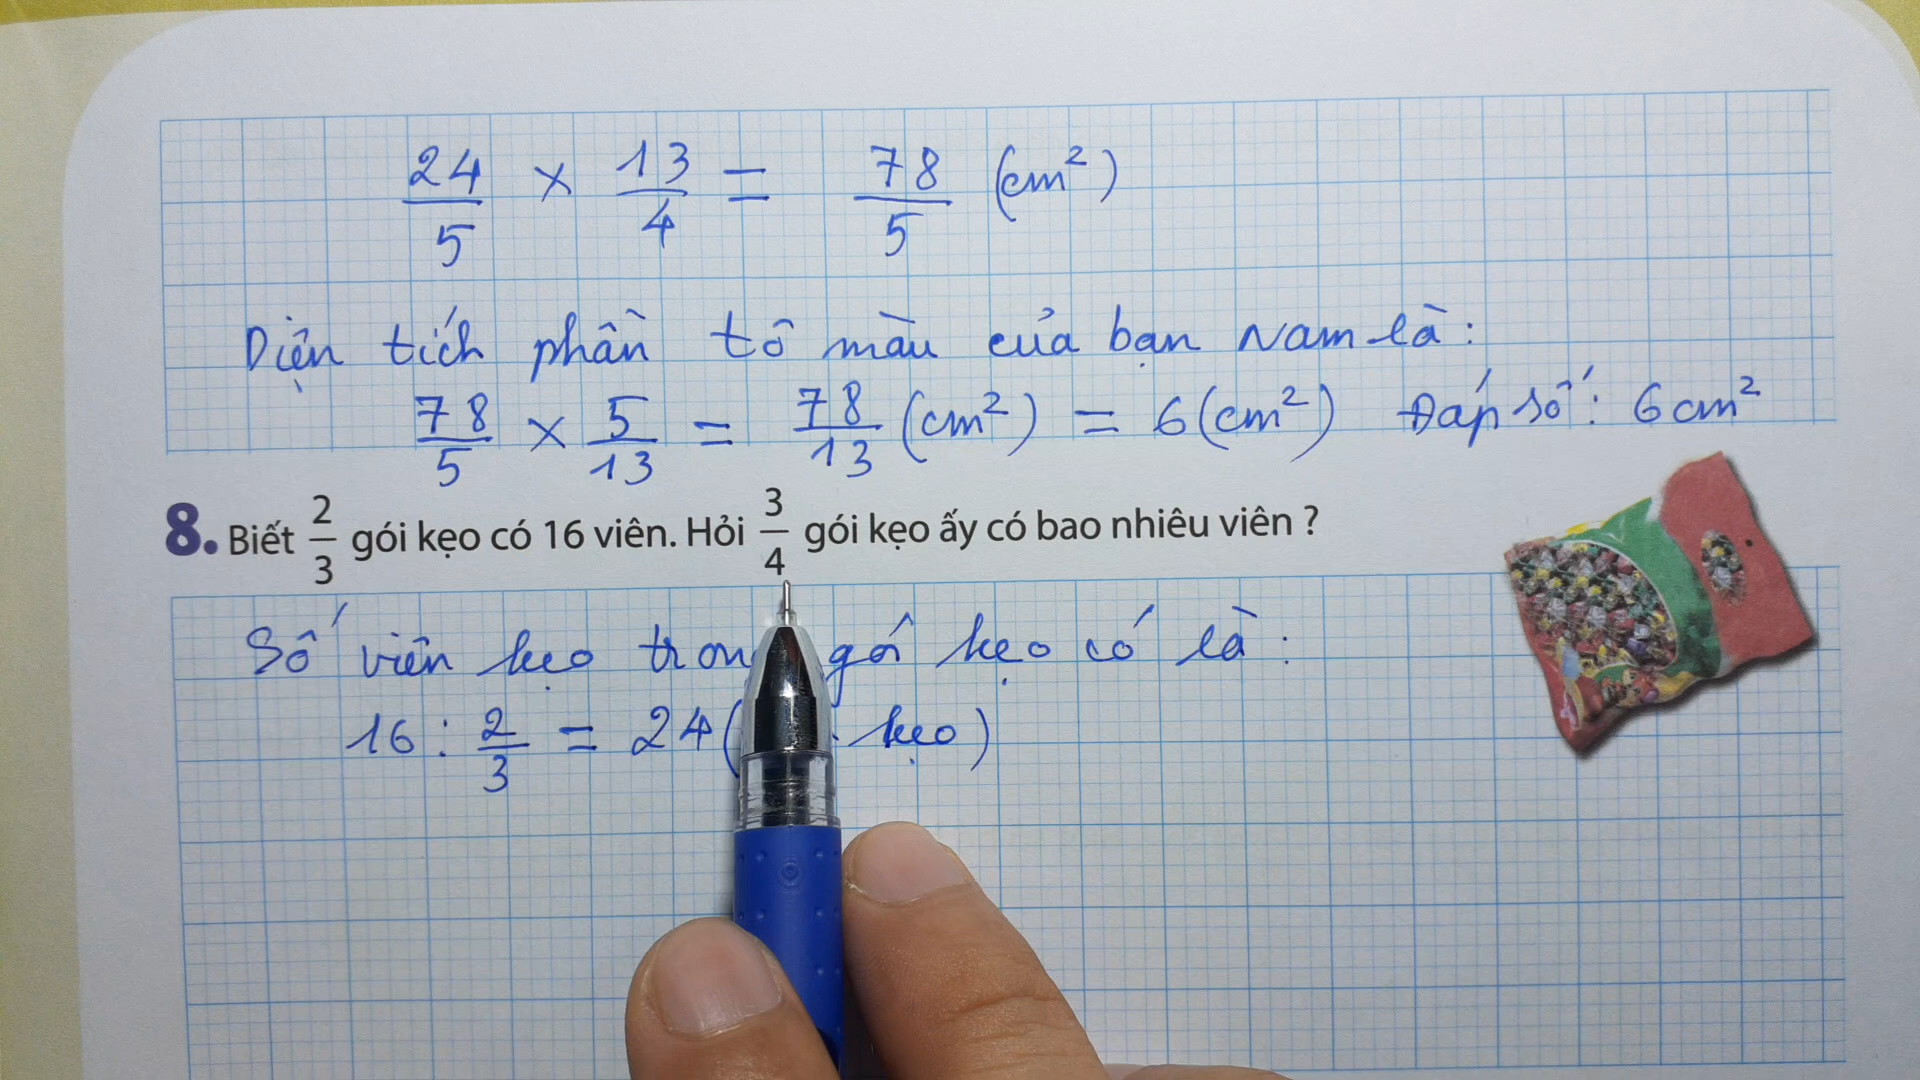 24/5 × 13/4 = 78/5 (cm²)
Diện tích phần tô màu của bạn Nam là:
78/5 × 5/13 = 78/13 (cm²) = 6 (cm²) Đáp số: 6 cm²
8. Biết 2/3 gói kẹo có 16 viên. Hỏi 3/4 gói kẹo ấy có bao nhiêu viên ?
Số viên kẹo gói kẹo có là:
16 : 2/3 = 24 ( kẹo)